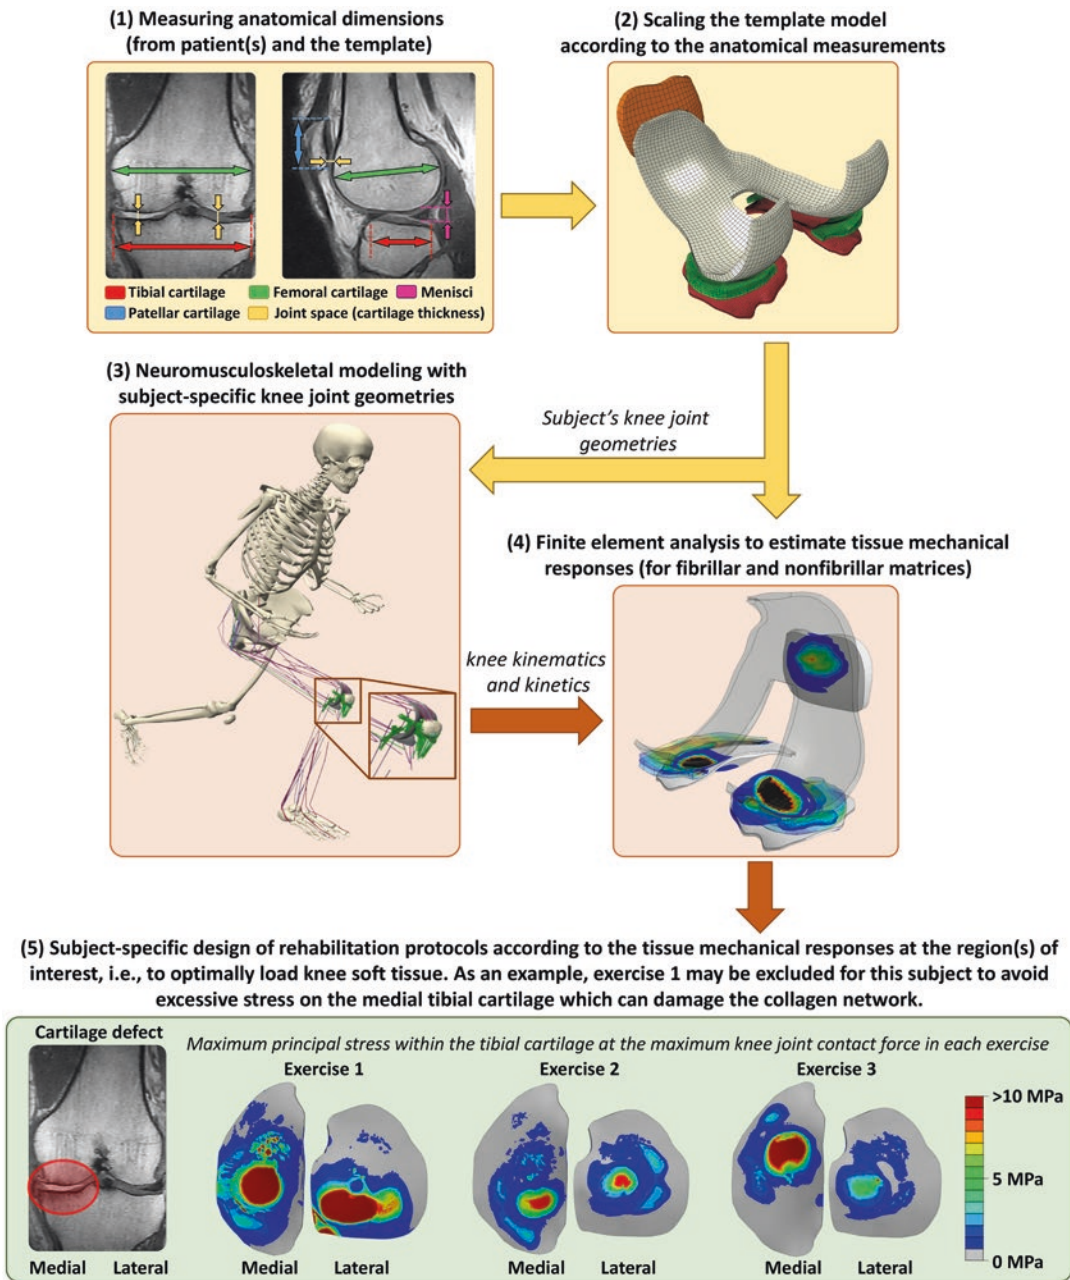 (1) Measuring anatomical dimensions
(from patient(s) and the template)
(2) Scaling the template model
according to the anatomical measurements
Tibial cartilage
Femoral cartilage
Menisci
Patellar cartilage
Joint space (cartilage thickness)
(3) Neuromusculoskeletal modeling with
subject-specific knee joint geometries
Subject's knee joint
geometries
(4) Finite element analysis to estimate tissue mechanical
responses (for fibrillar and nonfibrillar matrices)
knee kinematics
and kinetics
(5) Subject-specific design of rehabilitation protocols according to the tissue mechanical responses at the region(s) of
interest, i.e., to optimally load knee soft tissue. As an example, exercise 1 may be excluded for this subject to avoid
excessive stress on the medial tibial cartilage which can damage the collagen network.
Cartilage defect
Maximum principal stress within the tibial cartilage at the maximum knee joint contact force in each exercise
Exercise 1
Exercise 2
Exercise 3
>10 MPa
5 MPa
0 MPa
Medial
Lateral
Medial
Lateral
Medial
Lateral
Medial
Lateral